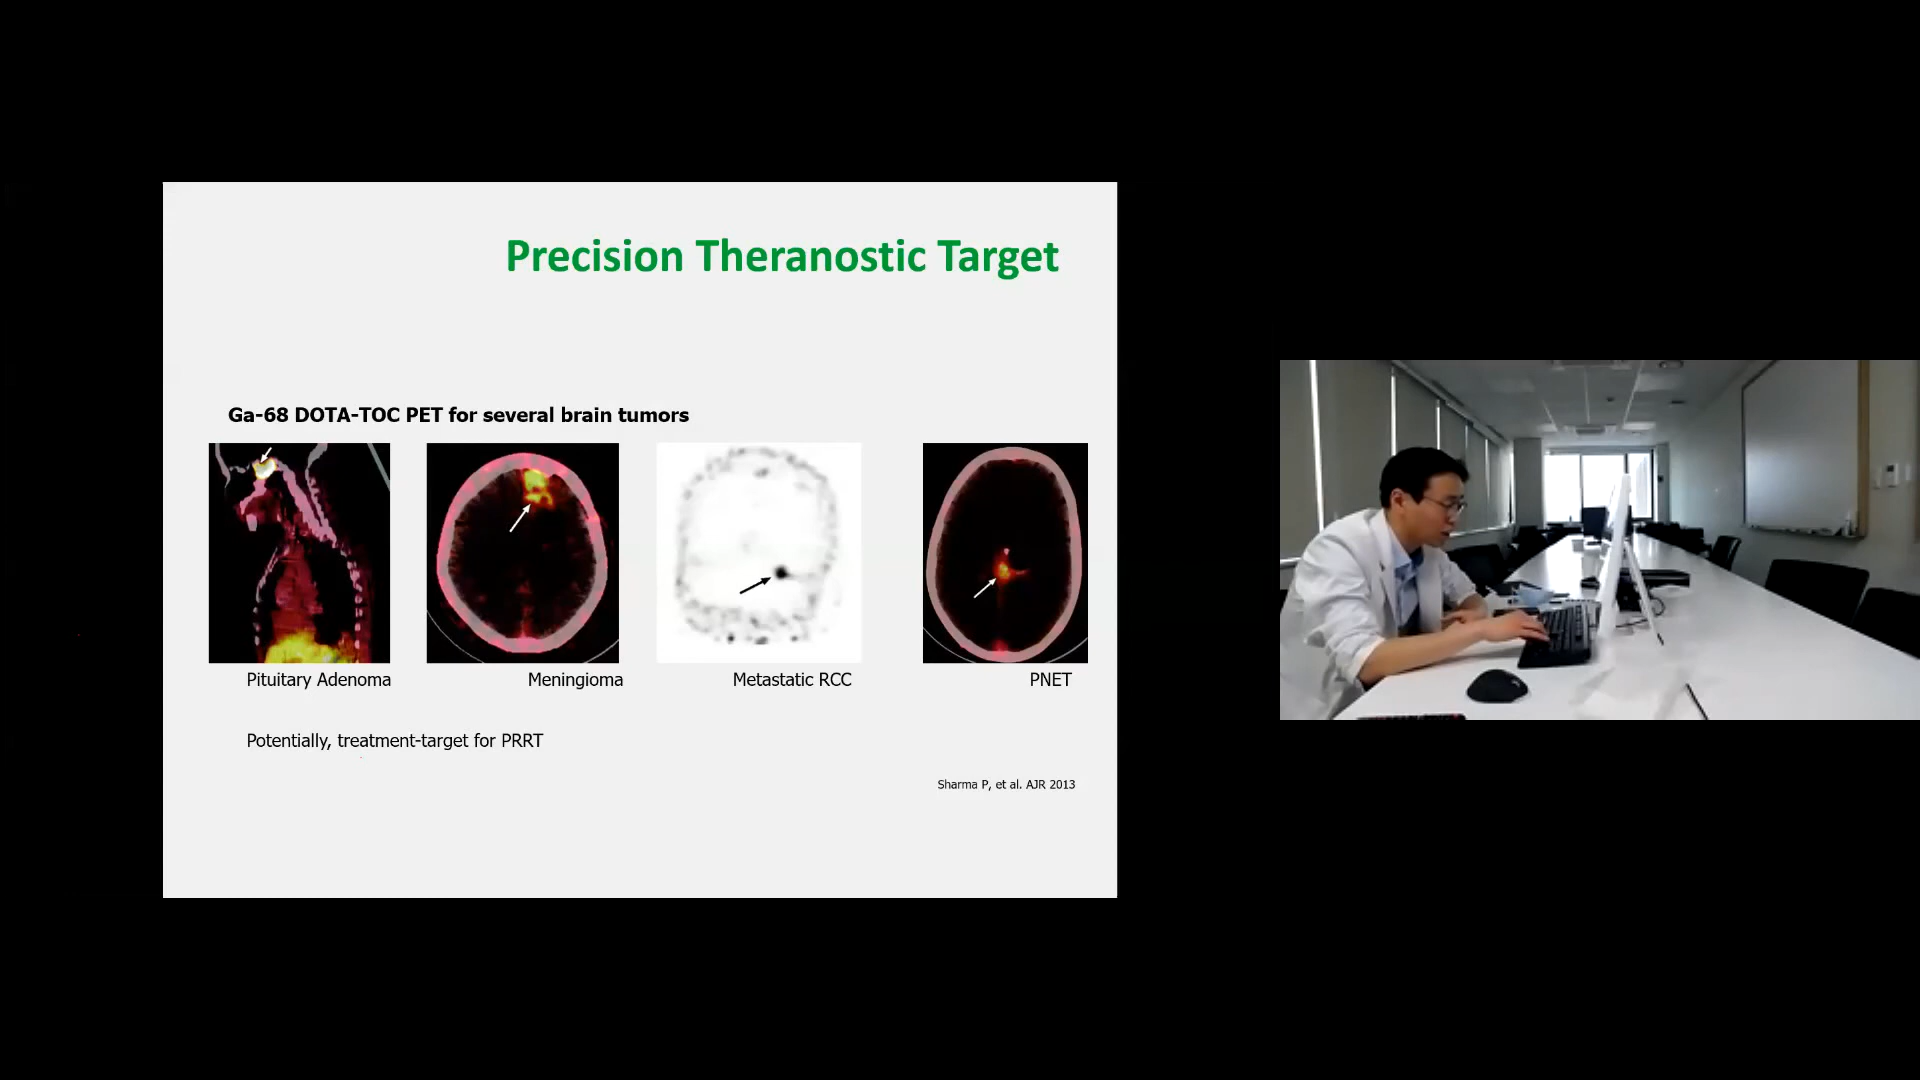 Precision Theranostic Target
Ga-68 DOTA-TOC PET for several brain tumors
Pituitary Adenoma
Meningioma
Metastatic RCC
PNET
Potentially, treatment-target for PRRT
Sharma P, et al. AJR 2013